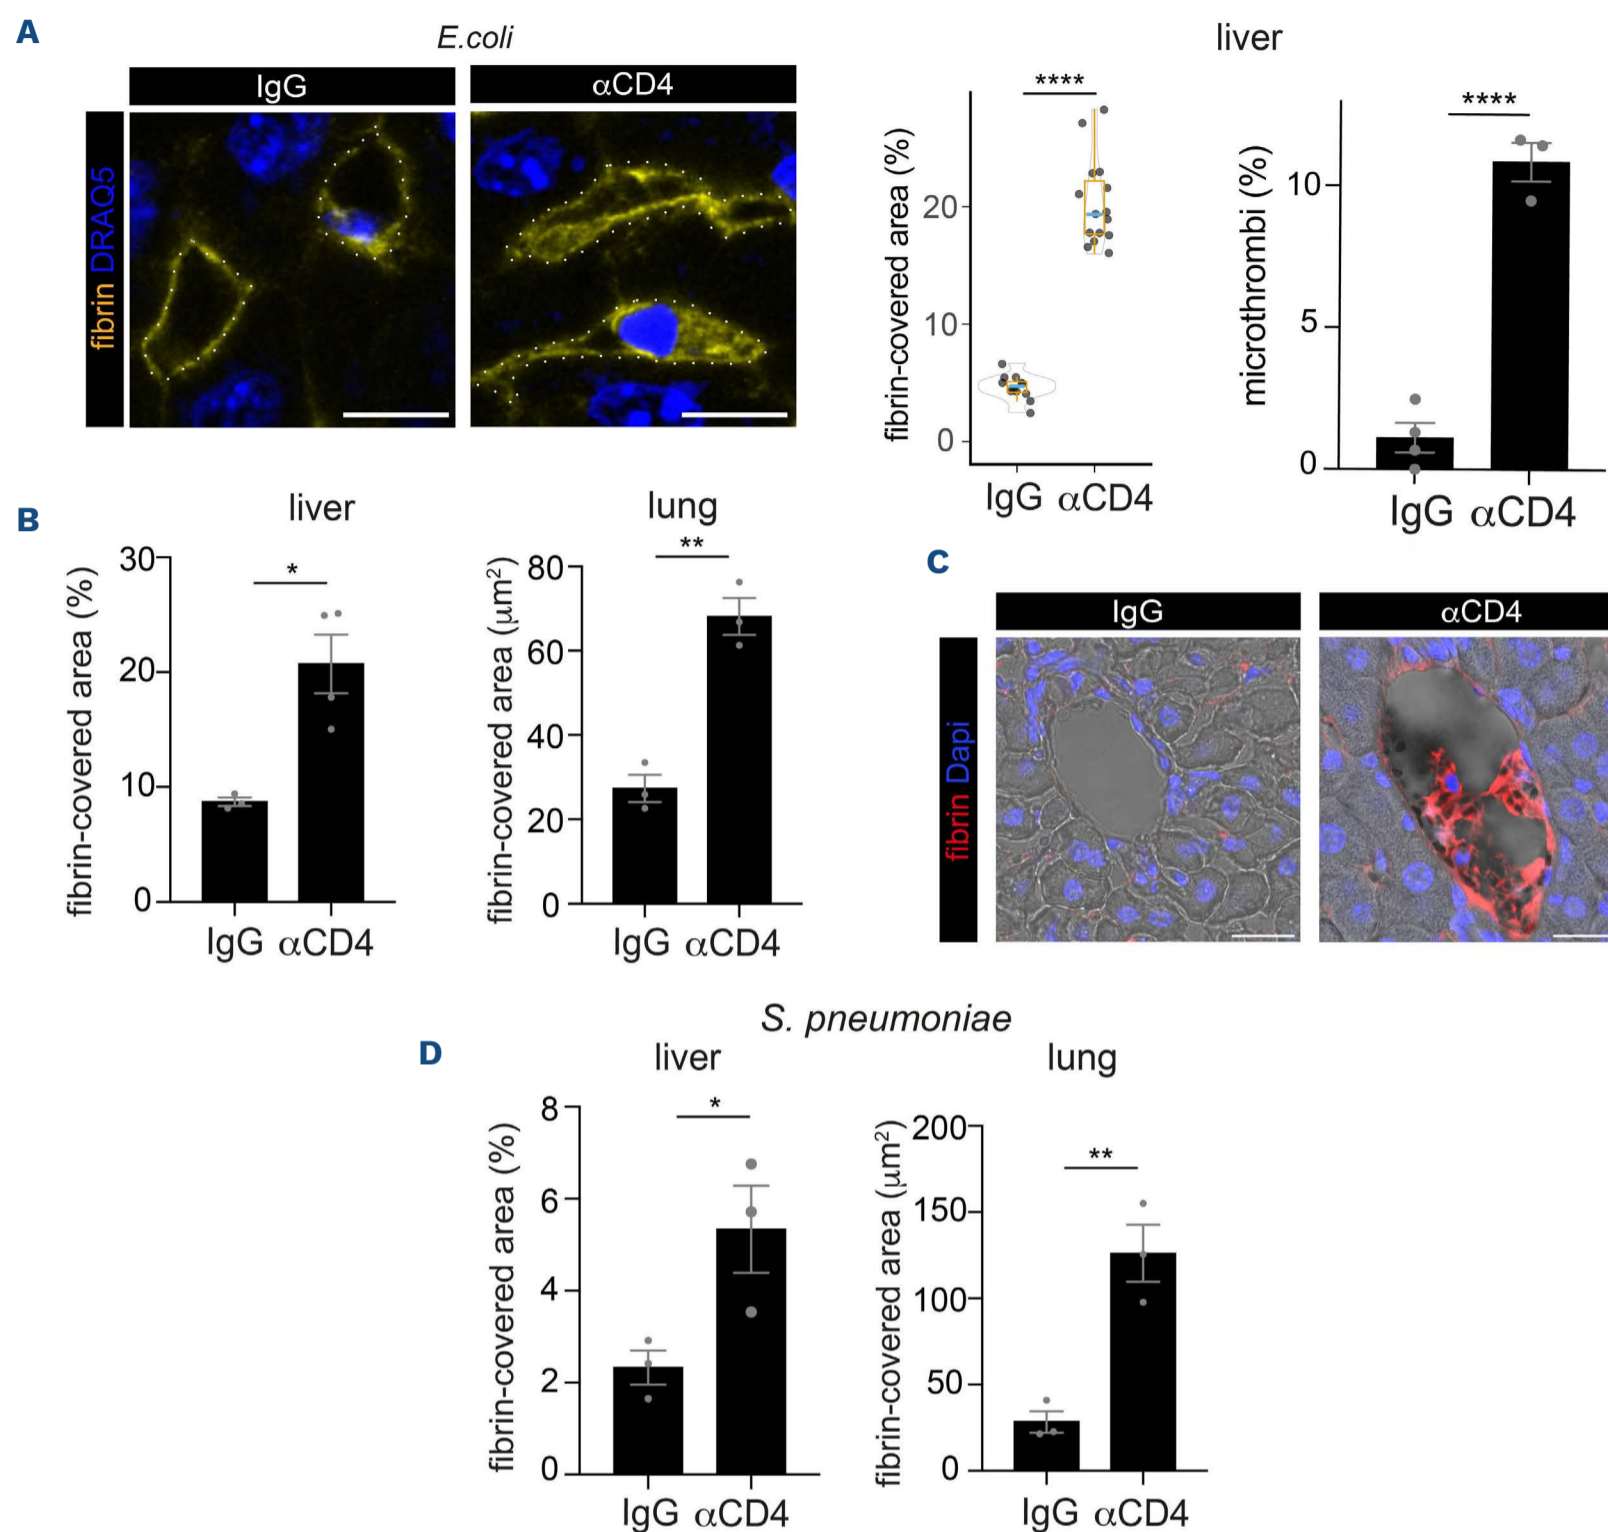 A
E.coli
IgG
αCD4
fibrin DRAQ5
liver
fibrin-covered area (%)
20
10
0
****
IgG αCD4
microthrombi (%)
10
5
0
****
IgG αCD4
B
liver
fibrin-covered area (%)
30
20
10
0
*
IgG αCD4
lung
fibrin-covered area (μm²)
80
60
40
20
0
**
IgG αCD4
C
IgG
αCD4
fibrin Dapi
S. pneumoniae
D
liver
fibrin-covered area (%)
8
6
4
2
0
*
IgG αCD4
lung
fibrin-covered area (μm²)
200
150
100
50
0
**
IgG αCD4